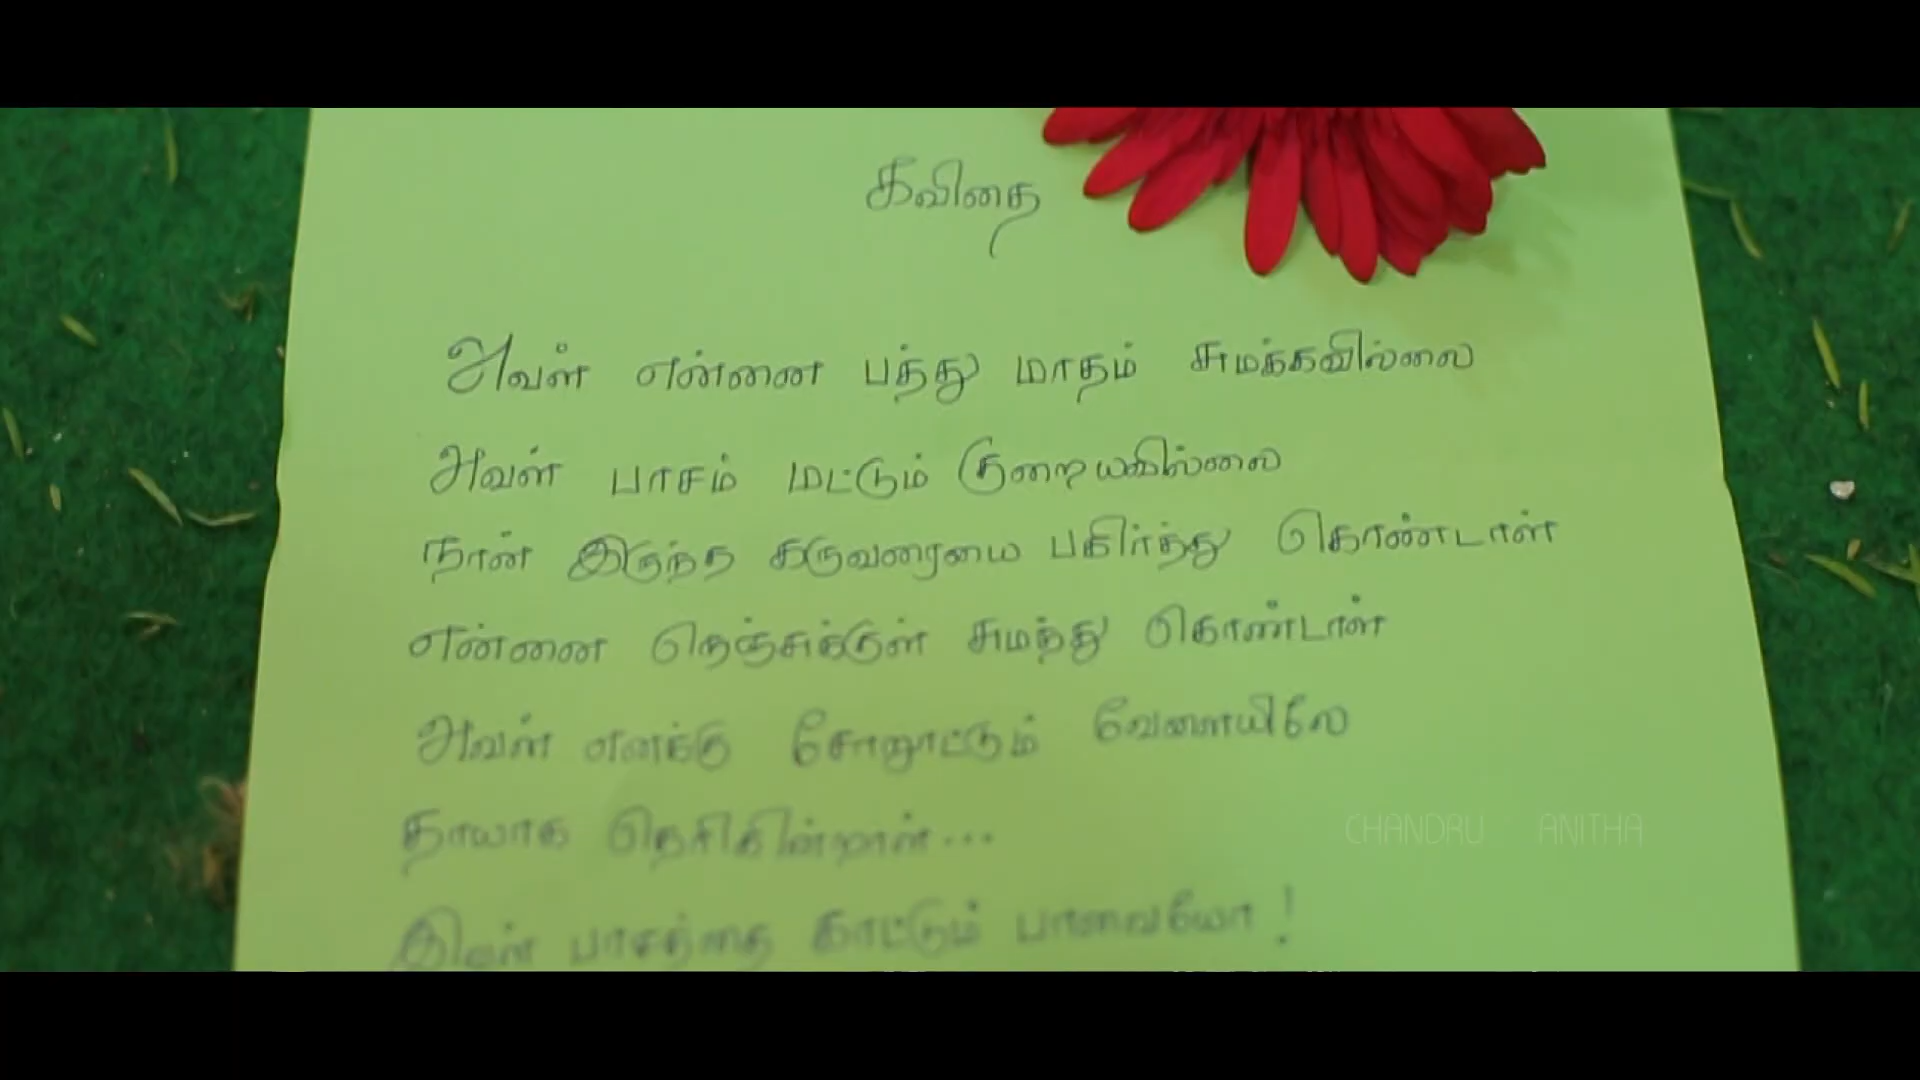 கவிதை
அவள் என்னை பத்து மாதம் சுமக்கவில்லை
அவள் பாசம் மட்டும் குறையவில்லை
நான் இருந்த கருவரையை பகிர்ந்து கொண்டாள்
என்னை நெஞ்சுக்குள் சுமந்து கொண்டாள்
அவள் எனக்கு சோறூட்டும் வேளையிலே
தாயாக தெரிகின்றாள்...
CHANDRU ANITHA
இவள் பாசத்தை காட்டும் பாவையோ!